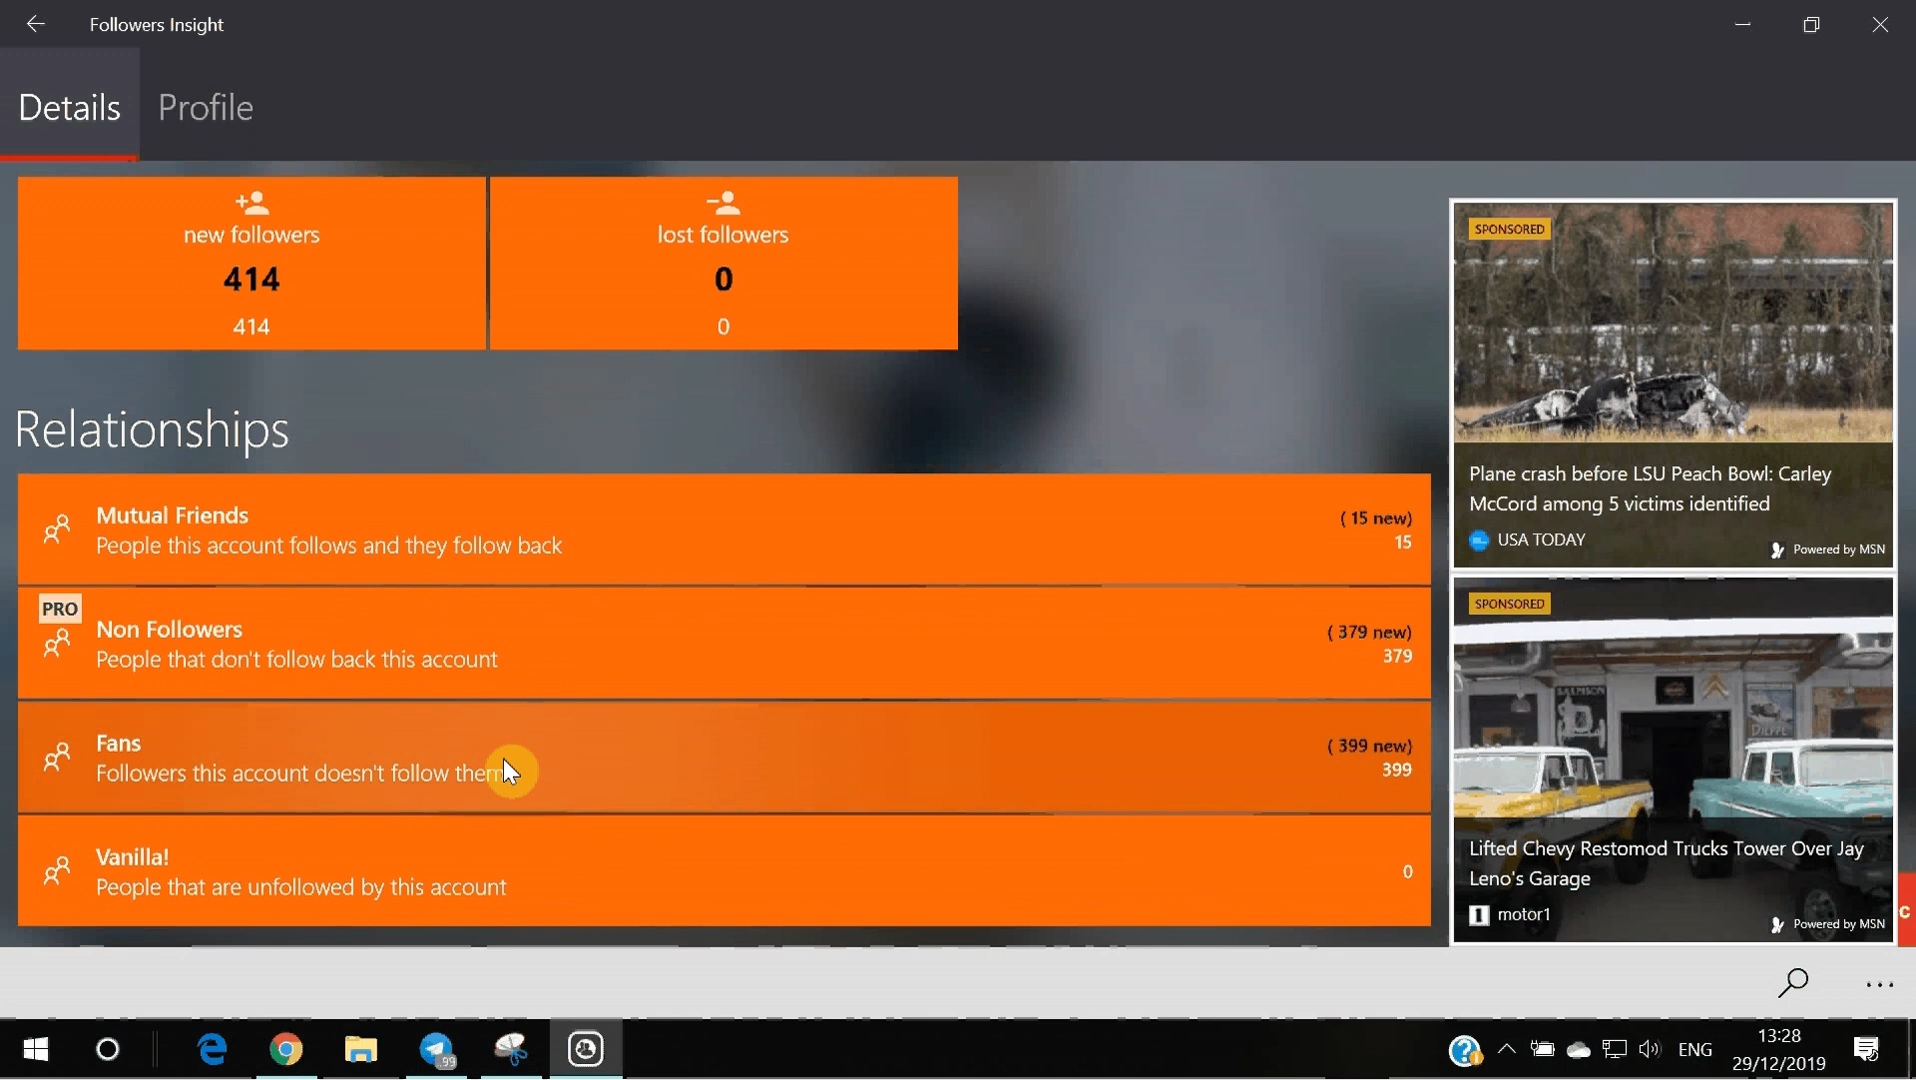 Followers Insight
Details
Profile
new followers
414
414
lost followers
0
0
Relationships
Mutual Friends
People this account follows and they follow back
( 15 new)
15
PRO
Non Followers
People that don't follow back this account
( 379 new)
379
Fans
Followers this account doesn't follow them
( 399 new)
399
Vanilla!
People that are unfollowed by this account
0
SPONSORED
Plane crash before LSU Peach Bowl: Carley
McCord among 5 victims identified
USA TODAY
Powered by MSN
SPONSORED
Lifted Chevy Restomod Trucks Tower Over Jay
Leno's Garage
1 motor1
Powered by MSN
C
99
ENG
13:28
29/12/2019